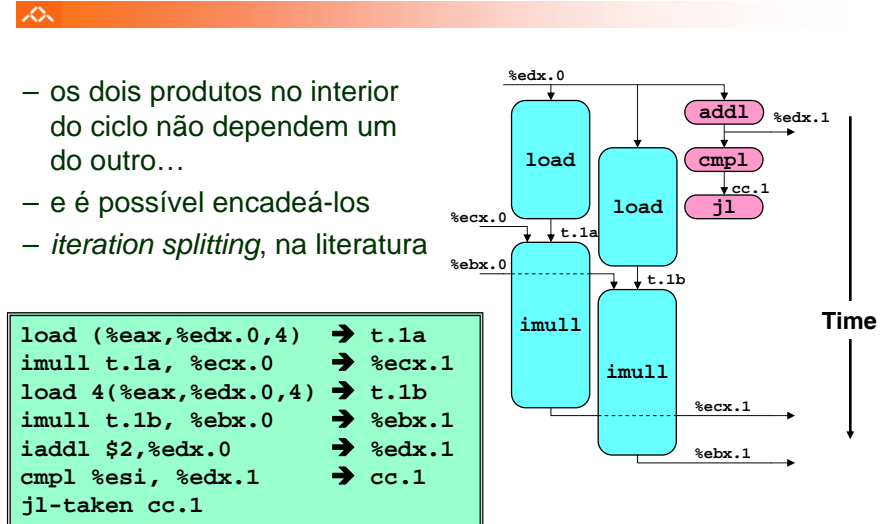 – os dois produtos no interior
do ciclo não dependem um
do outro…
– e é possível encadeá-los
– iteration splitting, na literatura
load (%eax,%edx.0,4) ➔ t.1a
imull t.1a, %ecx.0 ➔ %ecx.1
load 4(%eax,%edx.0,4) ➔ t.1b
imull t.1b, %ebx.0 ➔ %ebx.1
iaddl $2,%edx.0 ➔ %edx.1
cmpl %esi, %edx.1 ➔ cc.1
jl-taken cc.1
%edx.0
addl
%edx.1
load
cmpl
cc.1
load
jl
%ecx.0
t.1a
%ebx.0
t.1b
imull
Time
imull
%ecx.1
%ebx.1